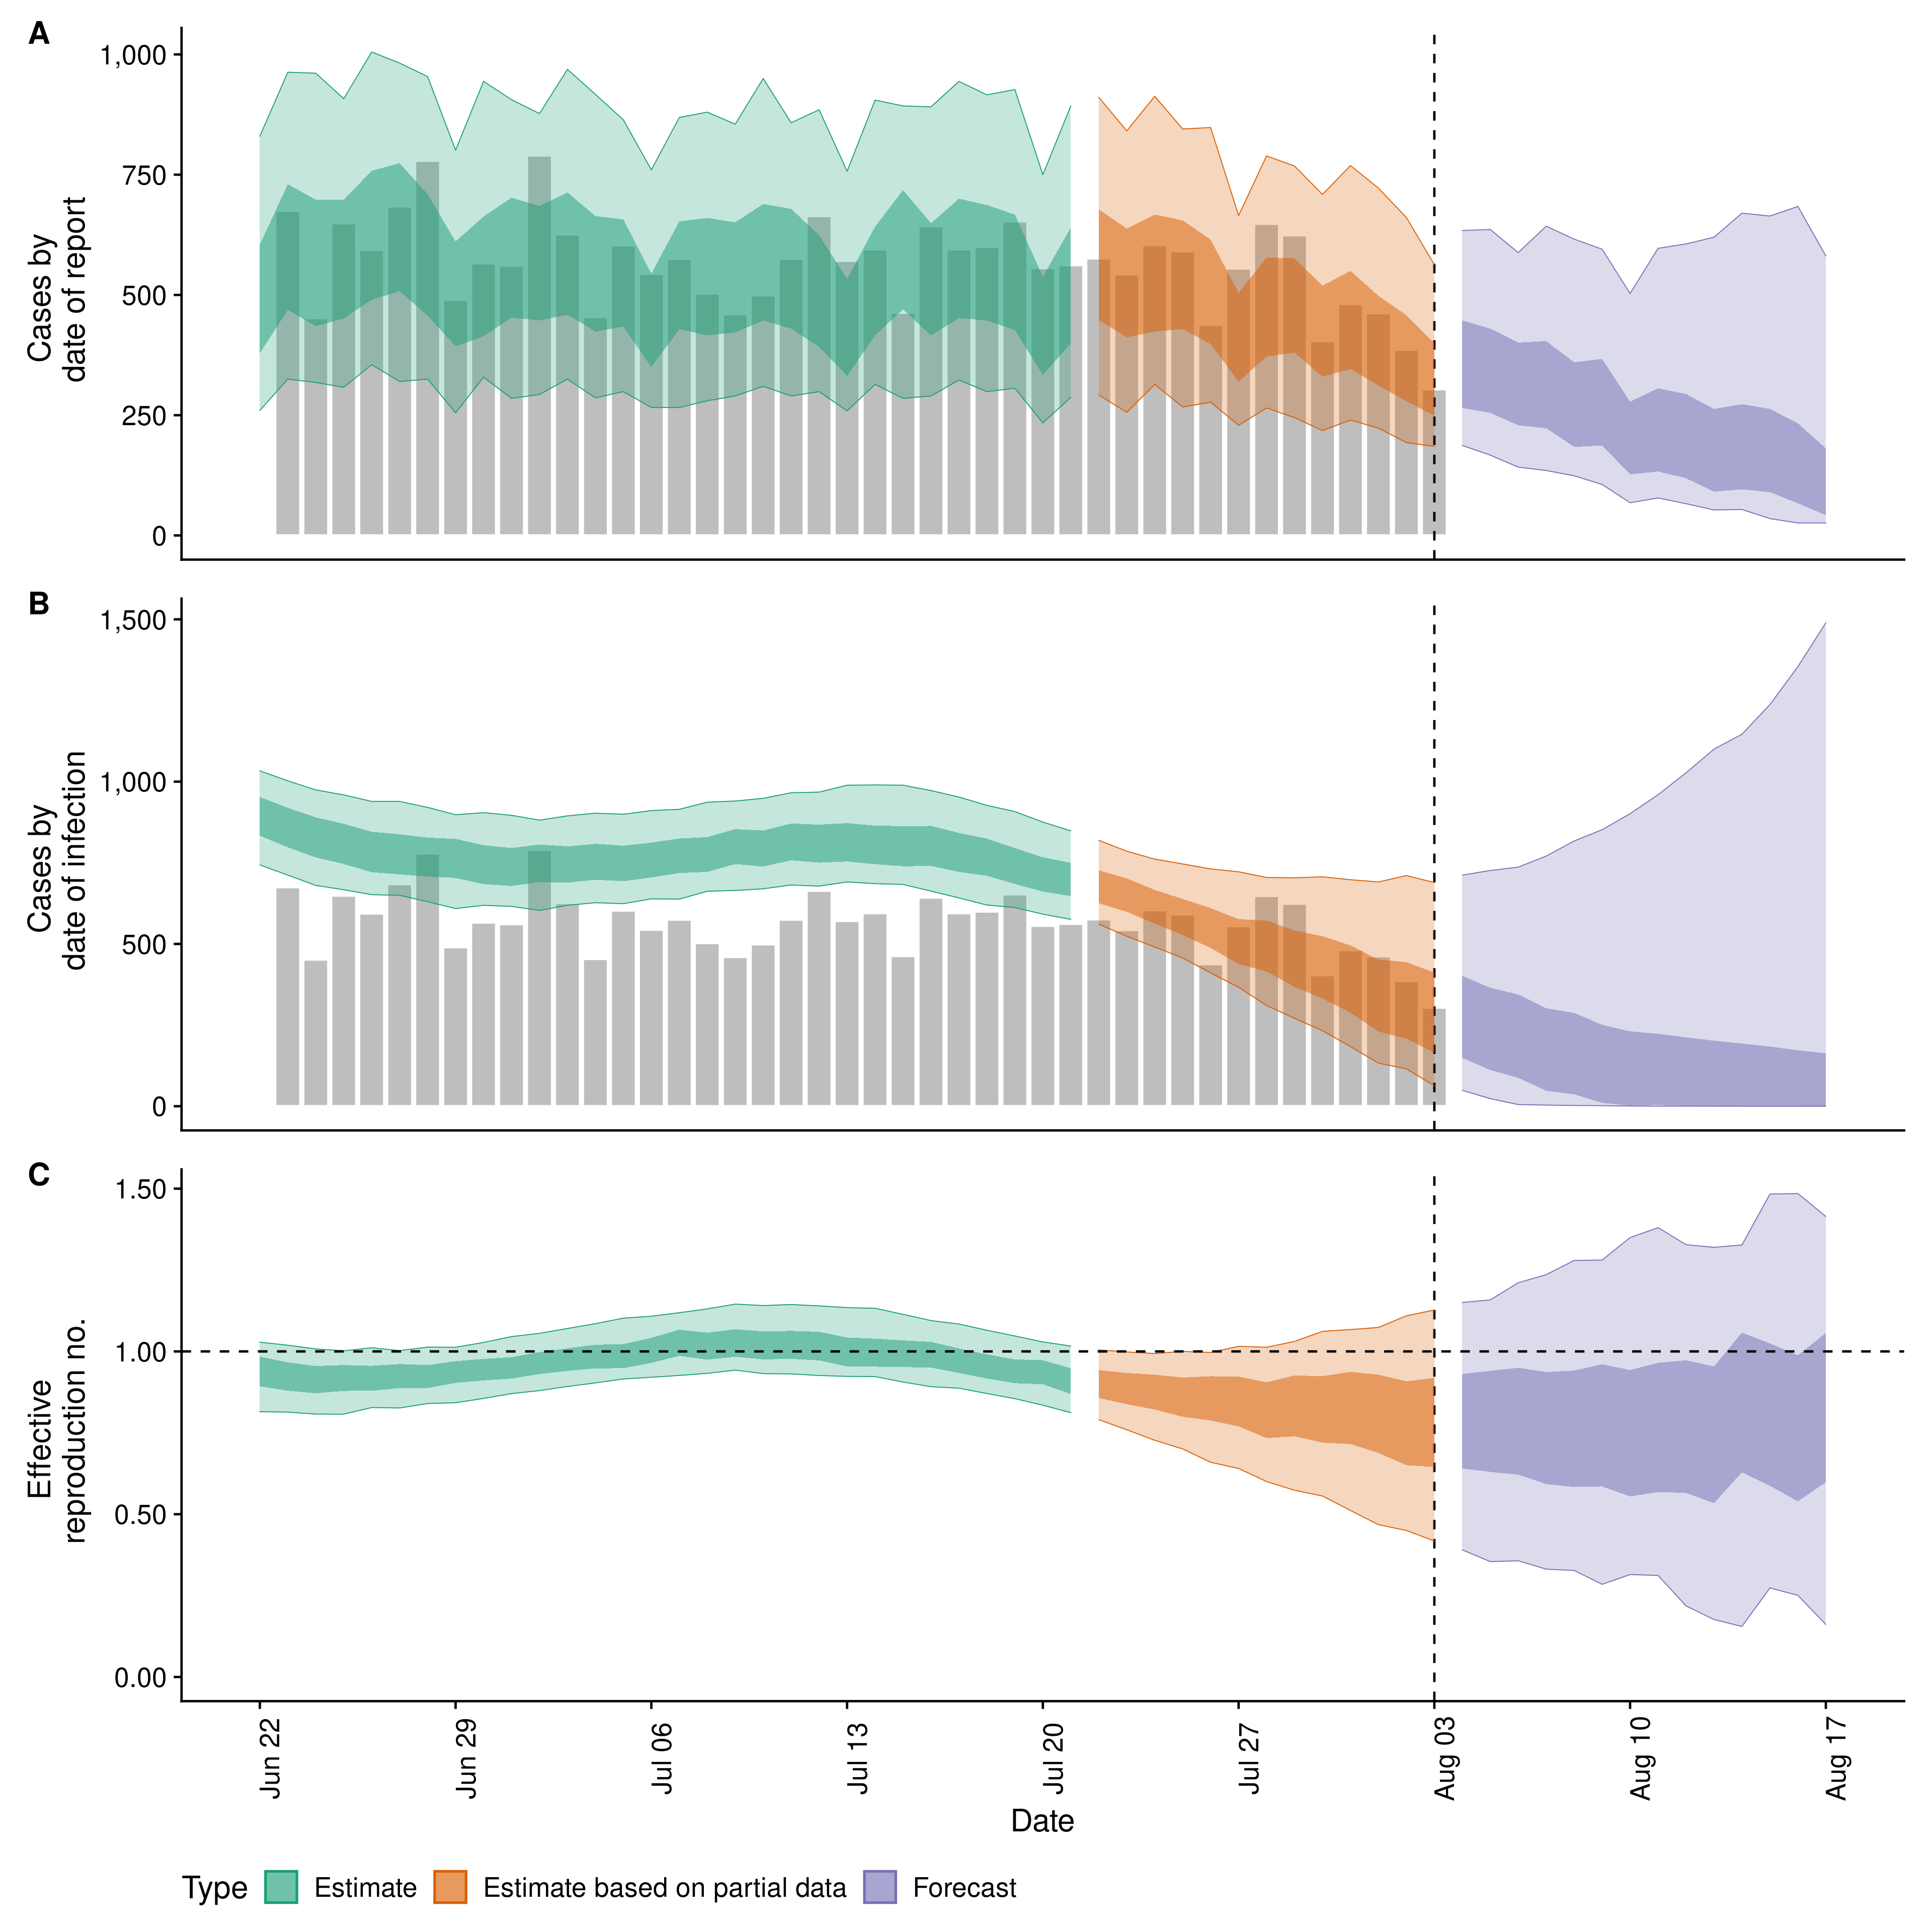 A
1,000
750
500
250
0
Cases by
date of report
B
1,500
1,000
500
0
Cases by
date of infection
C
1.50
1.00
0.50
0.00
Effective
reproduction no.
Jun 22
Jun 29
Jul 06
Jul 13
Jul 20
Jul 27
Aug 03
Aug 10
Aug 17
Date
Type Estimate Estimate based on partial data Forecast